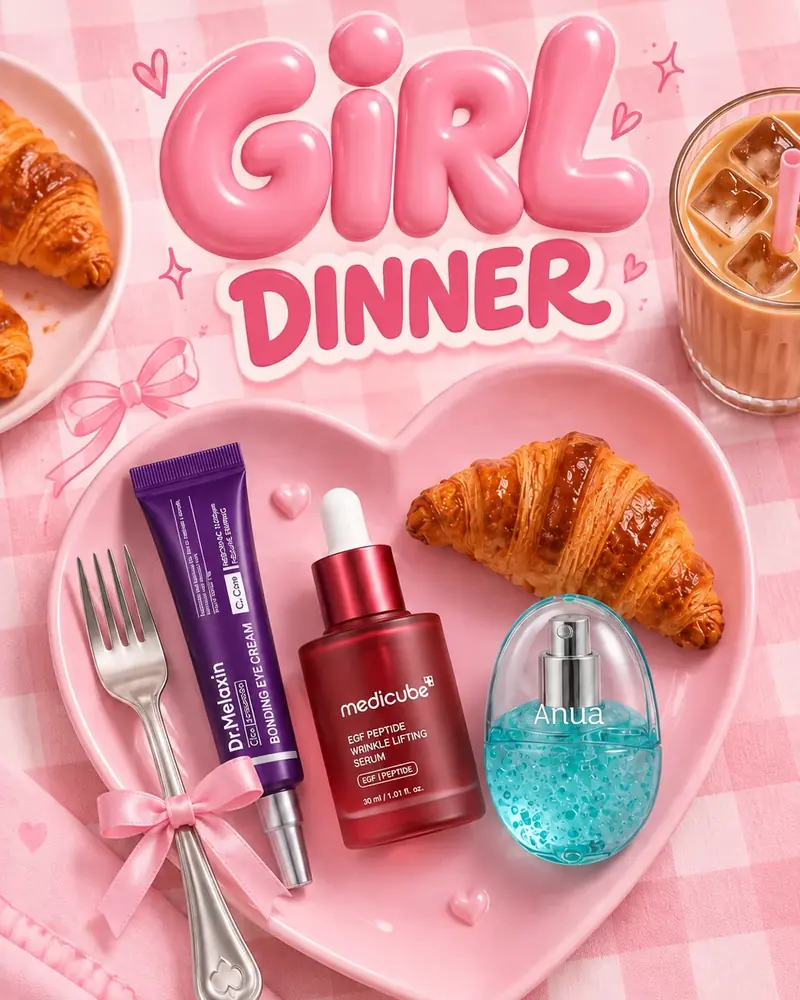 GiRL
DINNER
Dr.Melaxin
BONDING EYE CREAM
medicube
EGF PEPTIDE
WRINKLE LIFTING
SERUM
EGF | PEPTIDE
30 ml / 1.01 fl. oz.
Anua